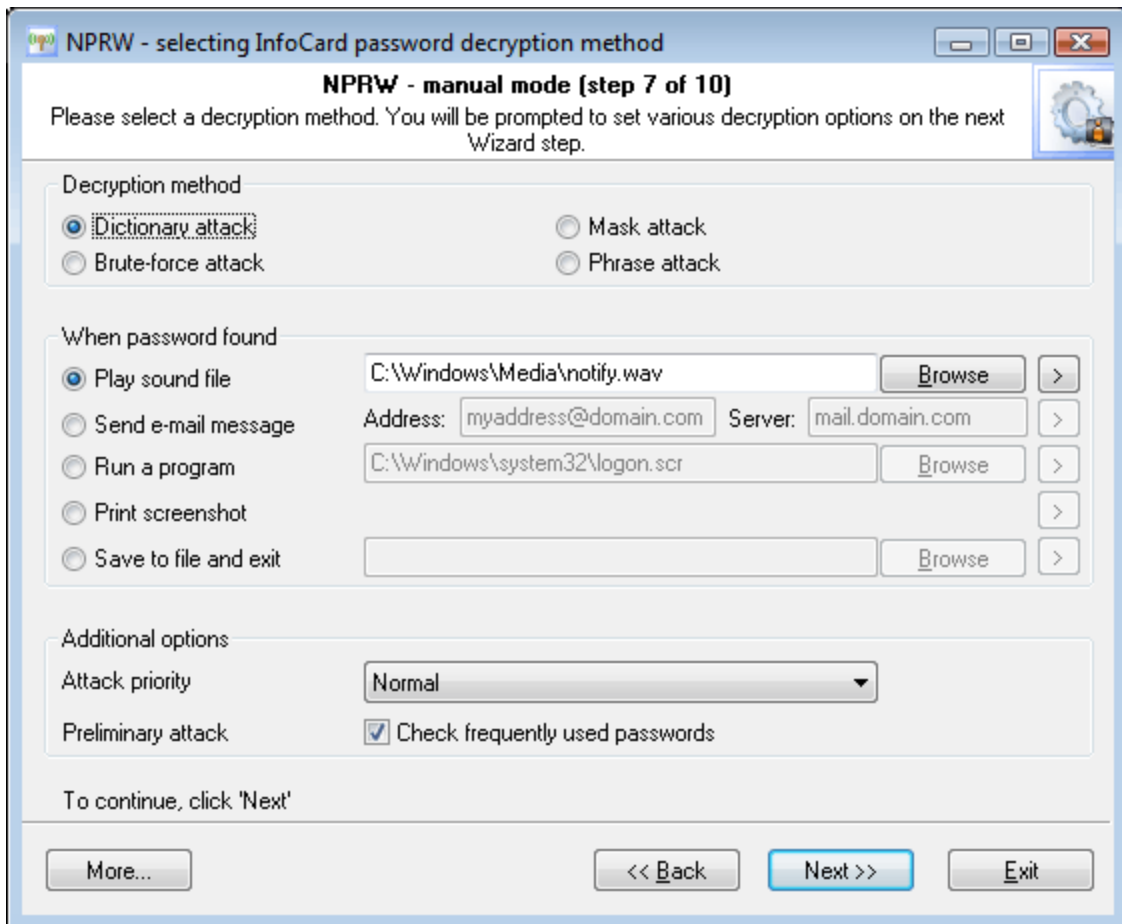 NPRW - selecting InfoCard password decryption method
NPRW - manual mode (step 7 of 10)
Please select a decryption method. You will be prompted to set various decryption options on the next
Wizard step.
Decryption method
Dictionary attack
Mask attack
Brute-force attack
Phrase attack
When password found
Play sound file C:\Windows\Media\notify.wav Browse >
Send e-mail message Address: myaddress@domain.com Server: mail.domain.com >
Run a program C:\Windows\system32\logon.scr Browse >
Print screenshot >
Save to file and exit Browse >
Additional options
Attack priority Normal
Preliminary attack Check frequently used passwords
To continue, click 'Next'
More... << Back Next >> Exit